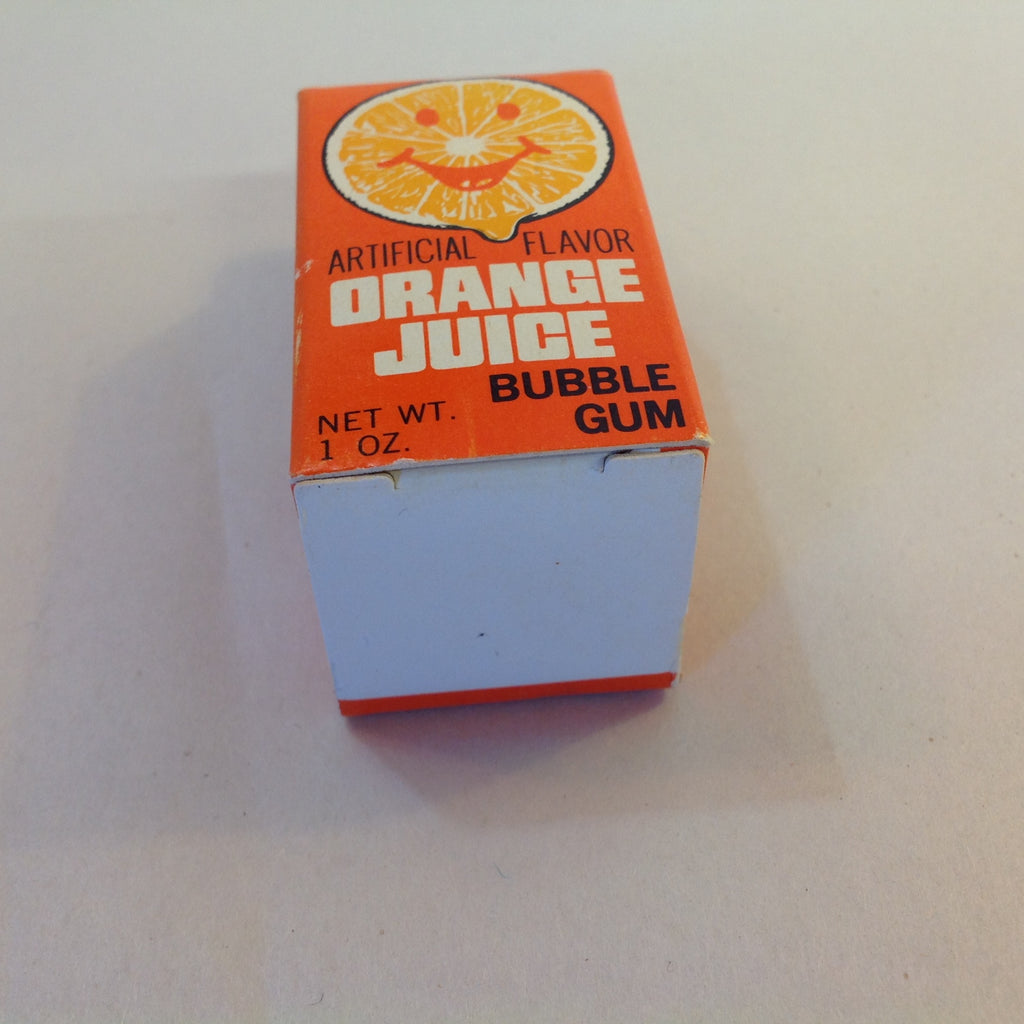 ARTIFICIAL FLAVOR
ORANGE
JUICE
BUBBLE
GUM
NET WT.
1 OZ.